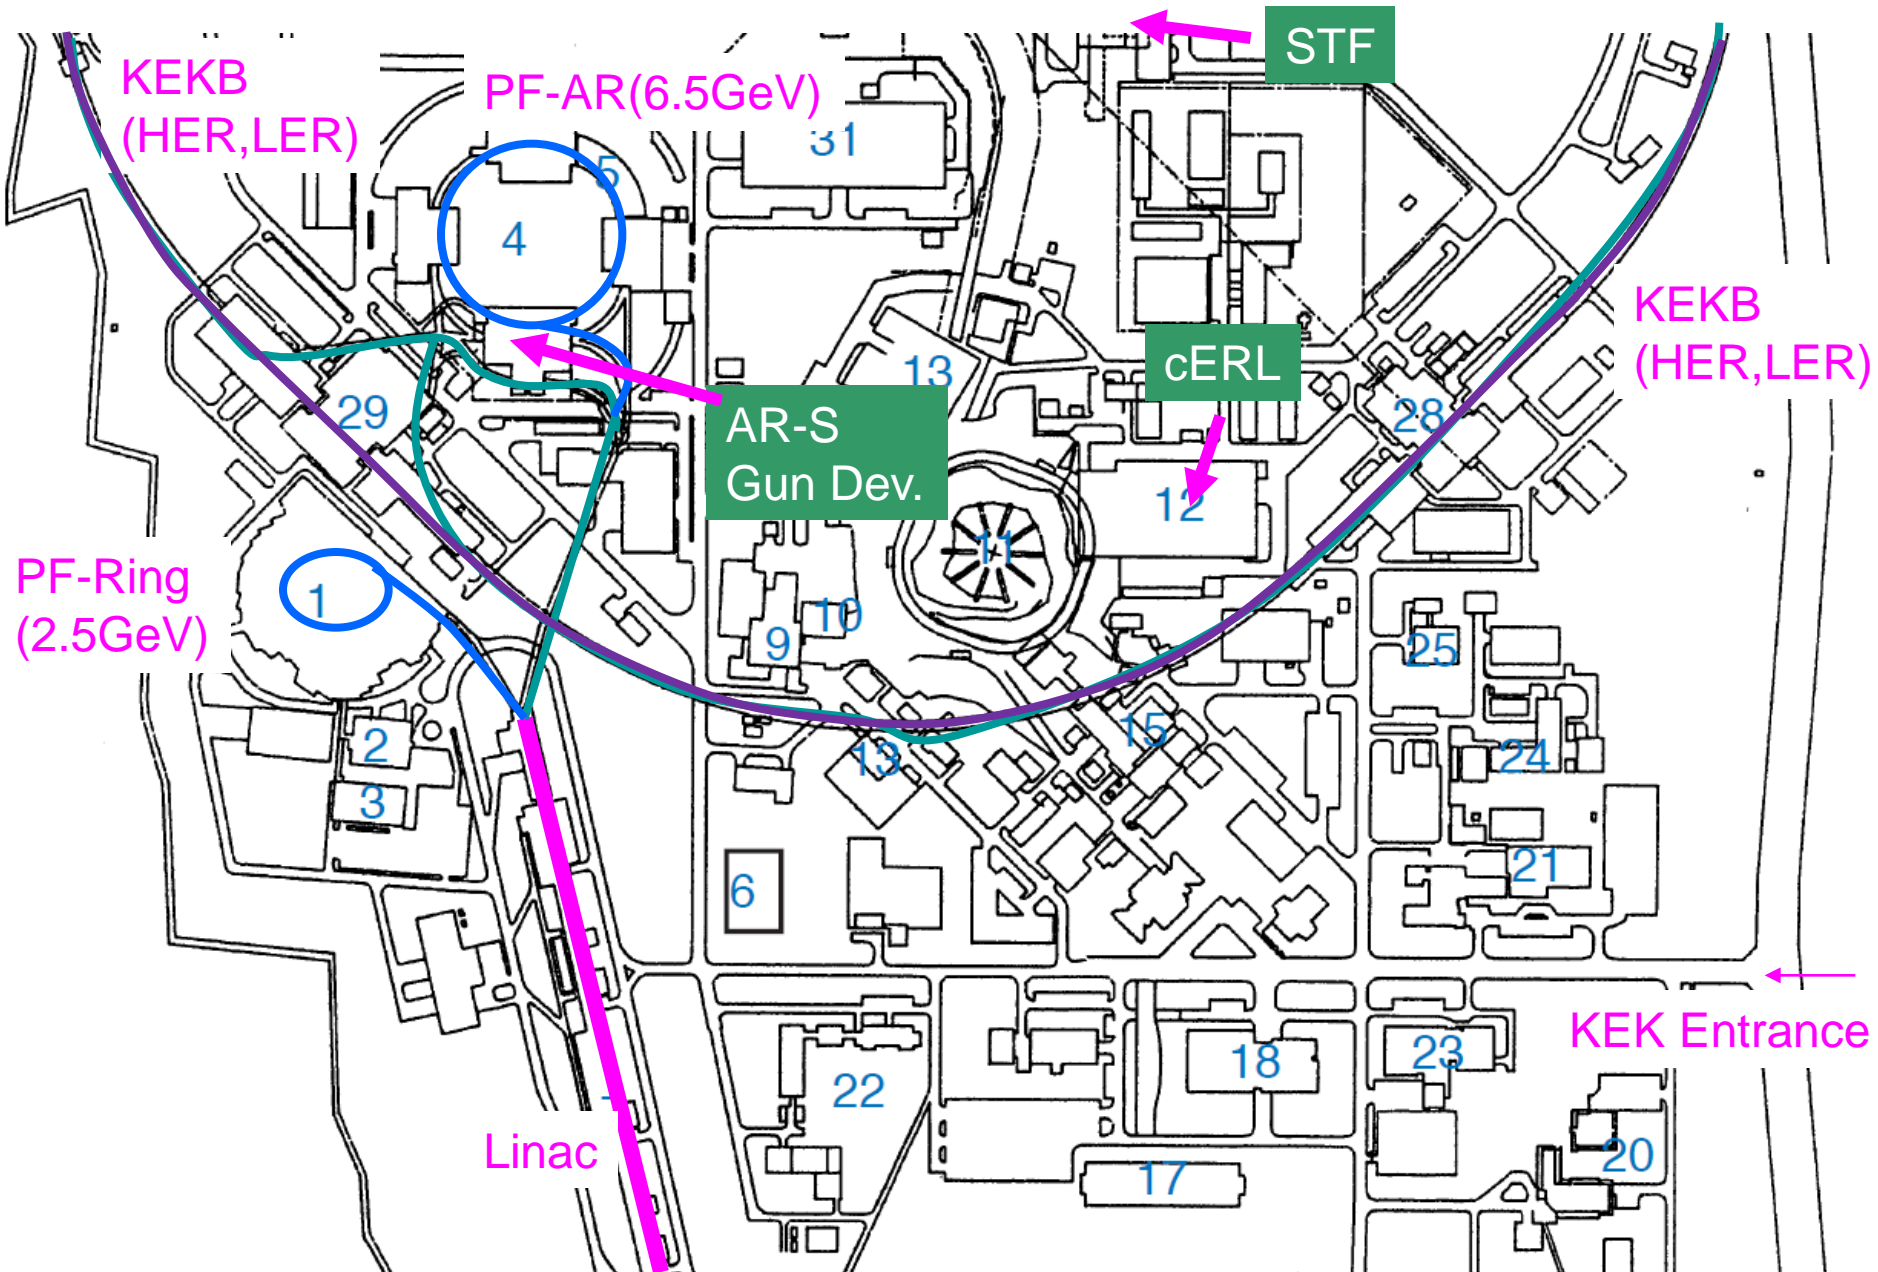 STF
KEKB
(HER,LER)
PF-AR(6.5GeV)
31
5
4
KEKB
(HER,LER)
cERL
13
29
28
AR-S
Gun Dev.
12
11
PF-Ring
(2.5GeV)
1
10
9
25
2
15
13
24
3
6
21
KEK Entrance
18
23
22
Linac
17
20